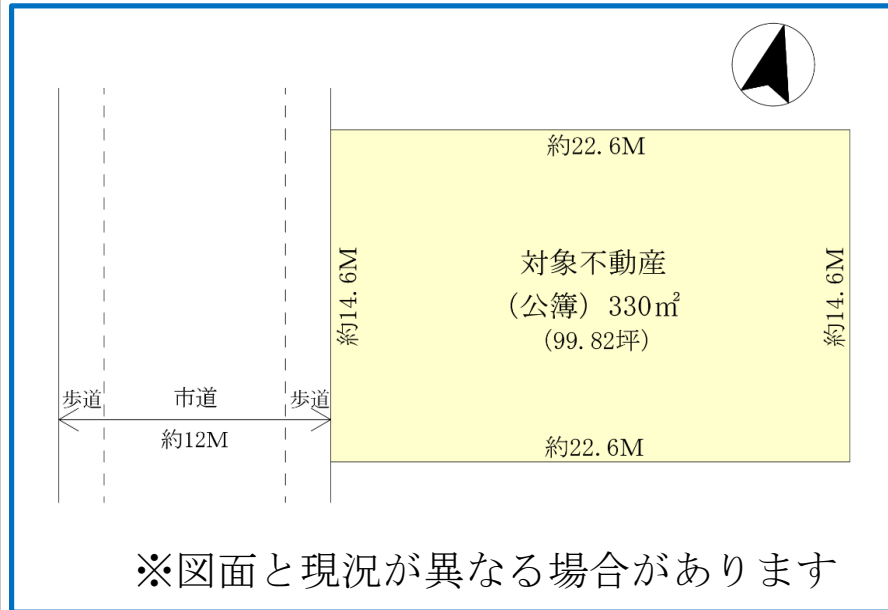 約22.6M
約14.6M
対象不動産
(公簿) 330㎡
(99.82坪)
約14.6M
歩道
市道
歩道
約12M
約22.6M
※図面と現況が異なる場合があります